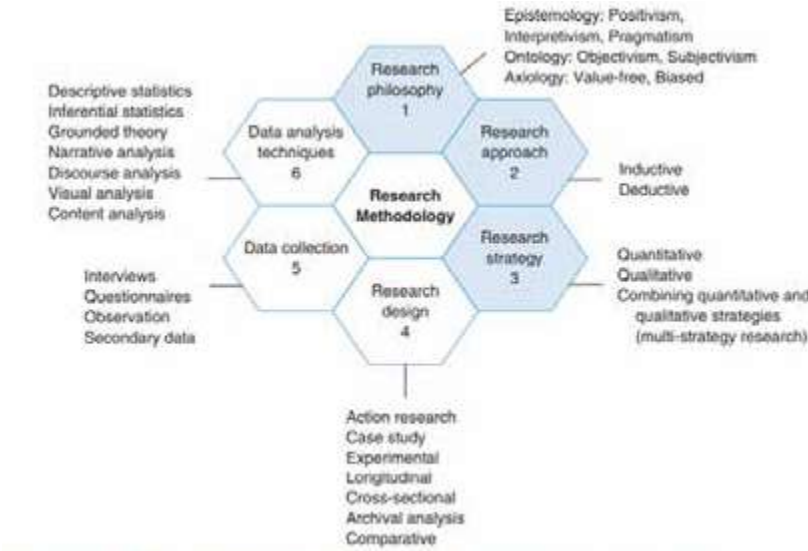 Epistemology: Positivism,
Interpretivism, Pragmatism
Ontology: Objectivism, Subjectivism
Axiology: Value-free, Biased
Research
philosophy
1
Research
approach
2
Inductive
Deductive
Research
strategy
3
Quantitative
Qualitative
Combining quantitative and
qualitative strategies
(multi-strategy research)
Research
design
4
Action research
Case study
Experimental
Longitudinal
Cross-sectional
Archival analysis
Comparative
Data collection
5
Interviews
Questionnaires
Observation
Secondary data
Data analysis
techniques
6
Descriptive statistics
Inferential statistics
Grounded theory
Narrative analysis
Discourse analysis
Visual analysis
Content analysis
Research
Methodology